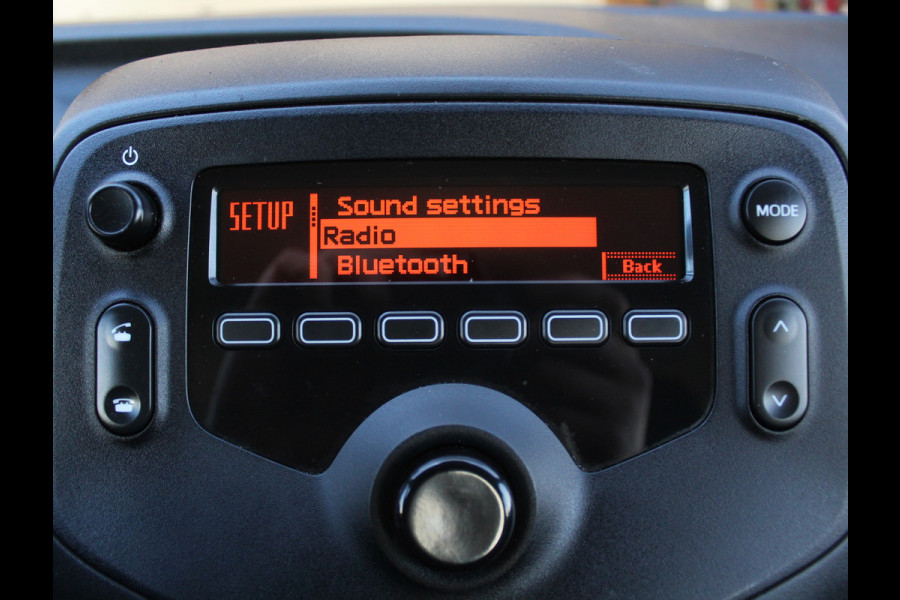 SETUP
Sound settings
Radio
Bluetooth
Back
MODE